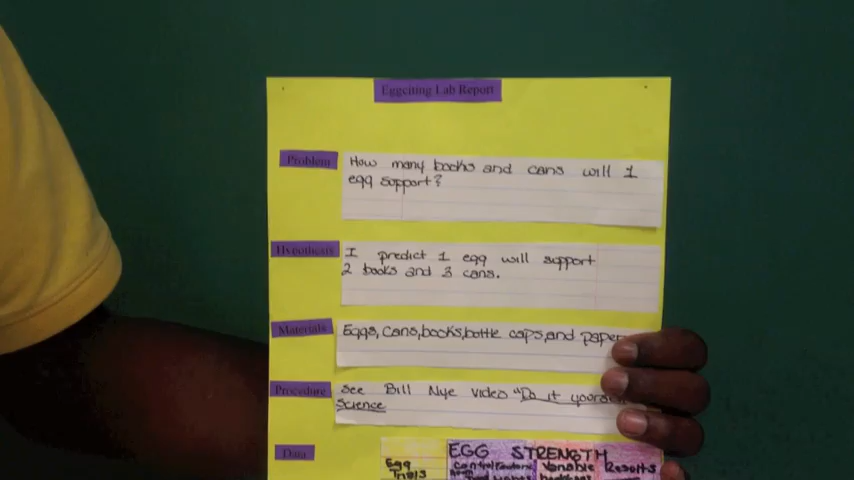 Eggciting Lab Report
Problem
How many books and cans will 1
egg support?
Hypothesis
I predict 1 egg will support
2 books and 3 cans.
Materials
Eggs, cans, books, bottle caps, and paper
Procedure
See Bill Nye video "Do it
Science
Data
EGG STRENGTH
Egg
Trials
Variable
Results